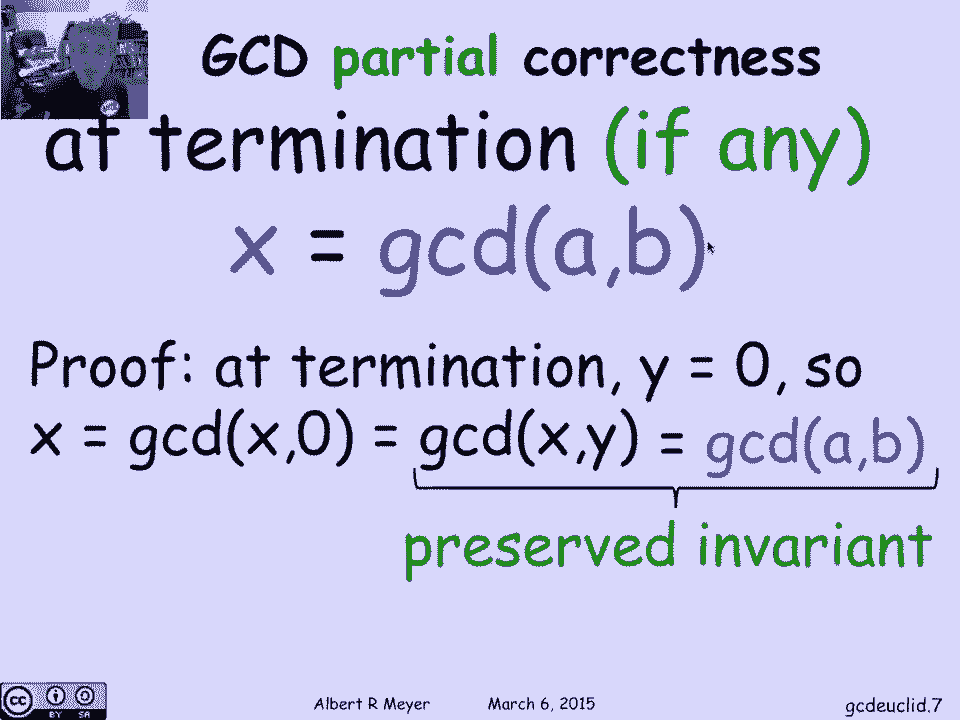 GCD partial correctness
at termination (if any)
x = gcd(a,b)
Proof: at termination, y = 0, so
x = gcd(x,0) = gcd(x,y) = gcd(a,b)
preserved invariant
cc BY SA
Albert R Meyer March 6, 2015 gcdeuclid.7